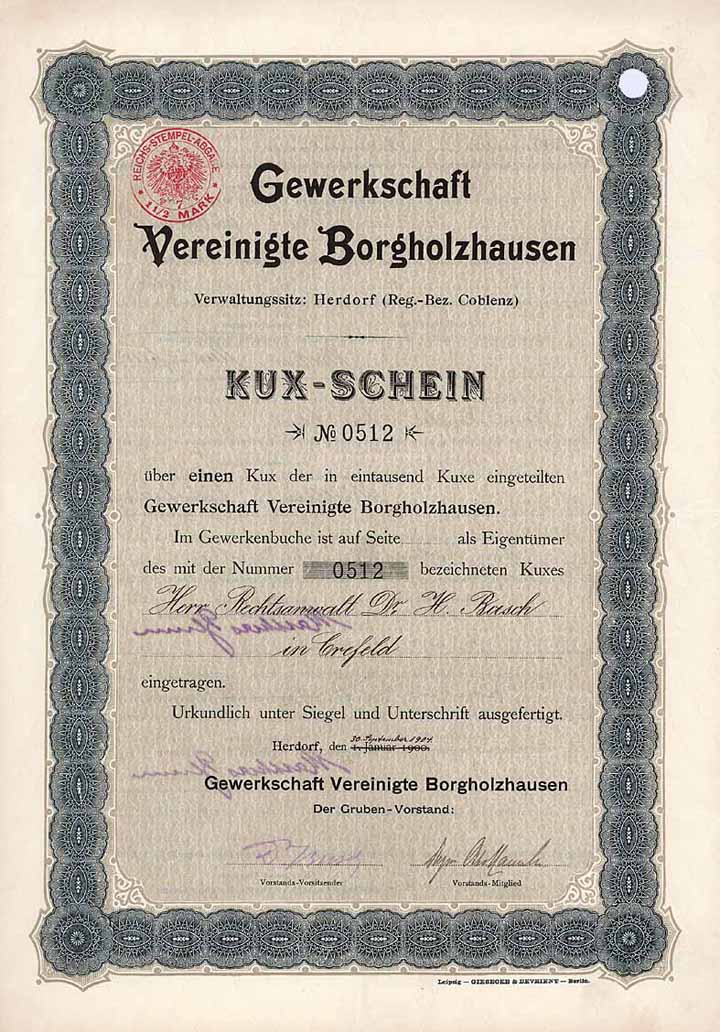 REICHS-STEMPEL-ABGABE
7
1 1/2 MARK
Gewerkschaft
Vereinigte Borgholzhausen
Verwaltungssitz: Herdorf (Reg.-Bez. Coblenz)
KUX-SCHEIN
№ 0512
über einen Kux der in eintausend Kuxe eingeteilten
Gewerkschaft Vereinigte Borgholzhausen.
Im Gewerkenbuche ist auf Seite als Eigentümer
des mit der Nummer 0512 bezeichneten Kuxes
Herr Rechtsanwalt Dr. H. Rasch
in Crefeld
eingetragen.
Urkundlich unter Siegel und Unterschrift ausgefertigt.
30. September 1904.
Herdorf, den 1. Januar 1900.
Gewerkschaft Vereinigte Borgholzhausen
Der Gruben-Vorstand:
Vorstands-Vorsitzender Vorstands-Mitglied
Leipzig — GIESECKE & DEVRIENT — Berlin.